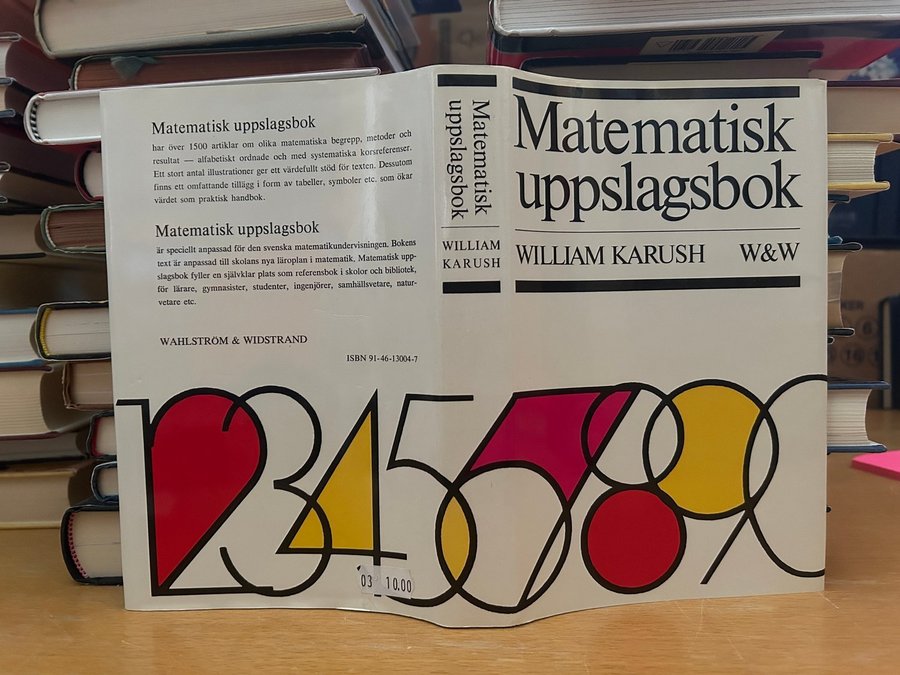 Matematisk uppslagsbok
har över 1500 artiklar om olika matematiska begrepp, metoder och
resultat — alfabetiskt ordnade och med systematiska korsreferenser.
Ett stort antal illustrationer ger ett värdefullt stöd för texten. Dessutom
finns ett omfattande tillägg i form av tabeller, symboler etc. som ökar
värdet som praktisk handbok.
Matematisk uppslagsbok
är speciellt anpassad för den svenska matematikundervisningen. Bokens
text är anpassad till skolans nya läroplan i matematik. Matematisk upp-
slagsbok fyller en självklar plats som referensbok i skolor och bibliotek,
för lärare, gymnasister, studenter, ingenjörer, samhällsvetare, natur-
vetare etc.
WAHLSTRÖM & WIDSTRAND
ISBN 91-46-13004-7
Matematisk
uppslagsbok
WILLIAM
KARUSH
Matematisk
uppslagsbok
WILLIAM KARUSH W&W
1234567890
03 10.00